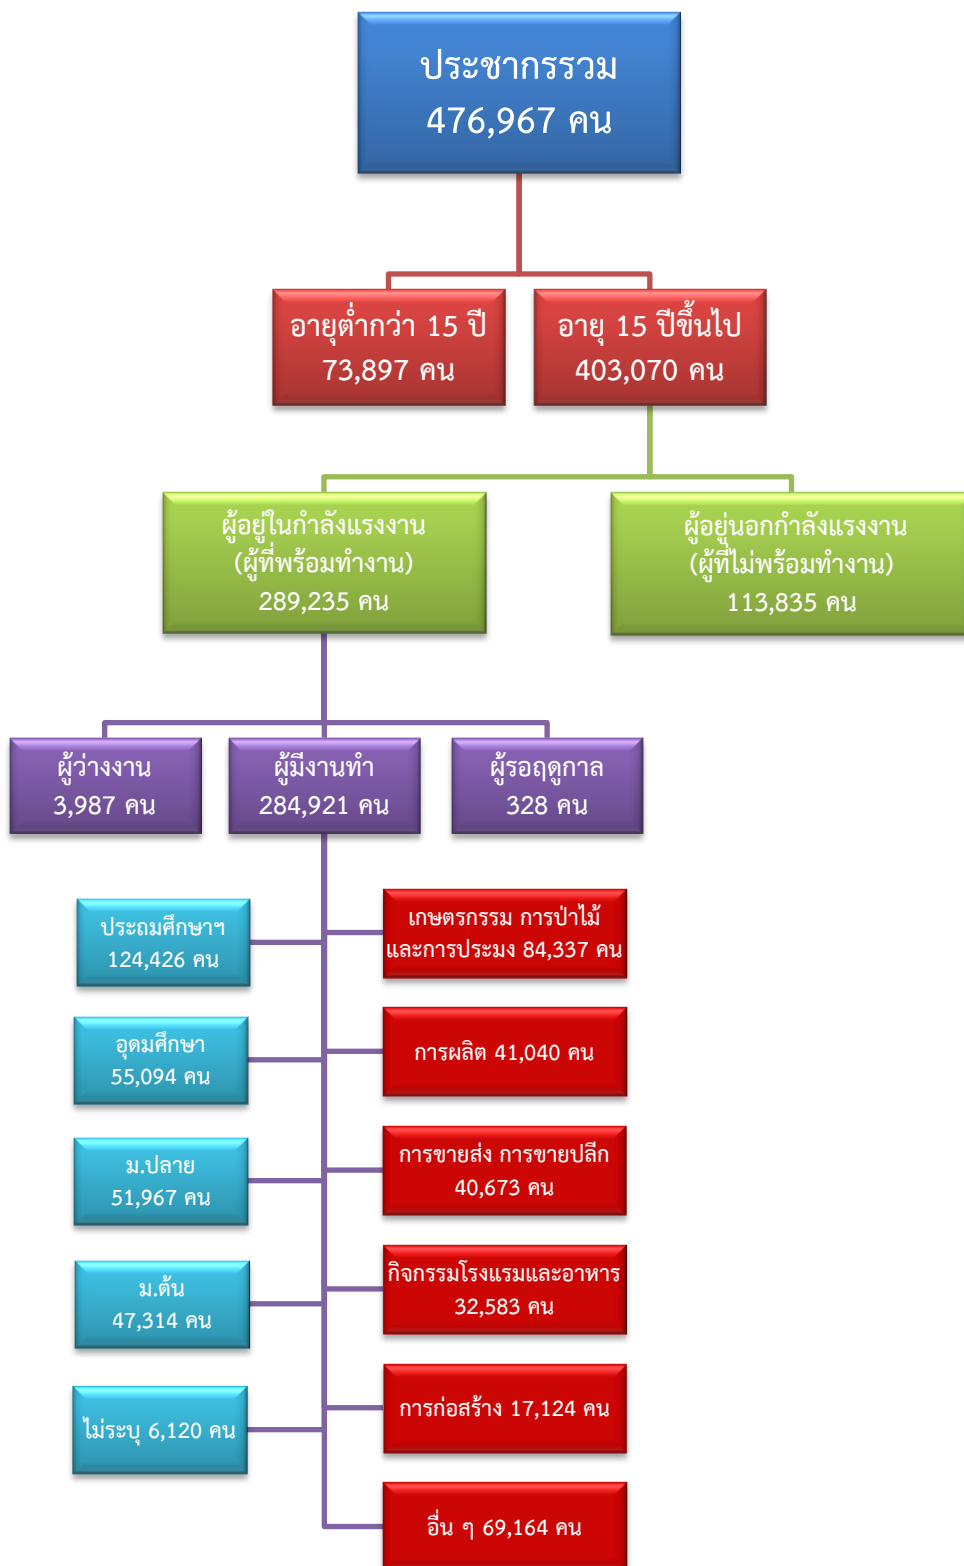 ประชากรรวม
476,967 คน
อายุต่ำกว่า 15 ปี
73,897 คน
อายุ 15 ปีขึ้นไป
403,070 คน
ผู้อยู่ในกำลังแรงงาน
(ผู้ที่พร้อมทำงาน)
289,235 คน
ผู้อยู่นอกกำลังแรงงาน
(ผู้ที่ไม่พร้อมทำงาน)
113,835 คน
ผู้ว่างงาน
3,987 คน
ผู้มีงานทำ
284,921 คน
ผู้รอฤดูกาล
328 คน
ประถมศึกษาฯ
124,426 คน
อุดมศึกษา
55,094 คน
ม.ปลาย
51,967 คน
ม.ต้น
47,314 คน
ไม่ระบุ 6,120 คน
เกษตรกรรม การป่าไม้
และการประมง 84,337 คน
การผลิต 41,040 คน
การขายส่ง การขายปลีก
40,673 คน
กิจกรรมโรงแรมและอาหาร
32,583 คน
การก่อสร้าง 17,124 คน
อื่น ๆ 69,164 คน